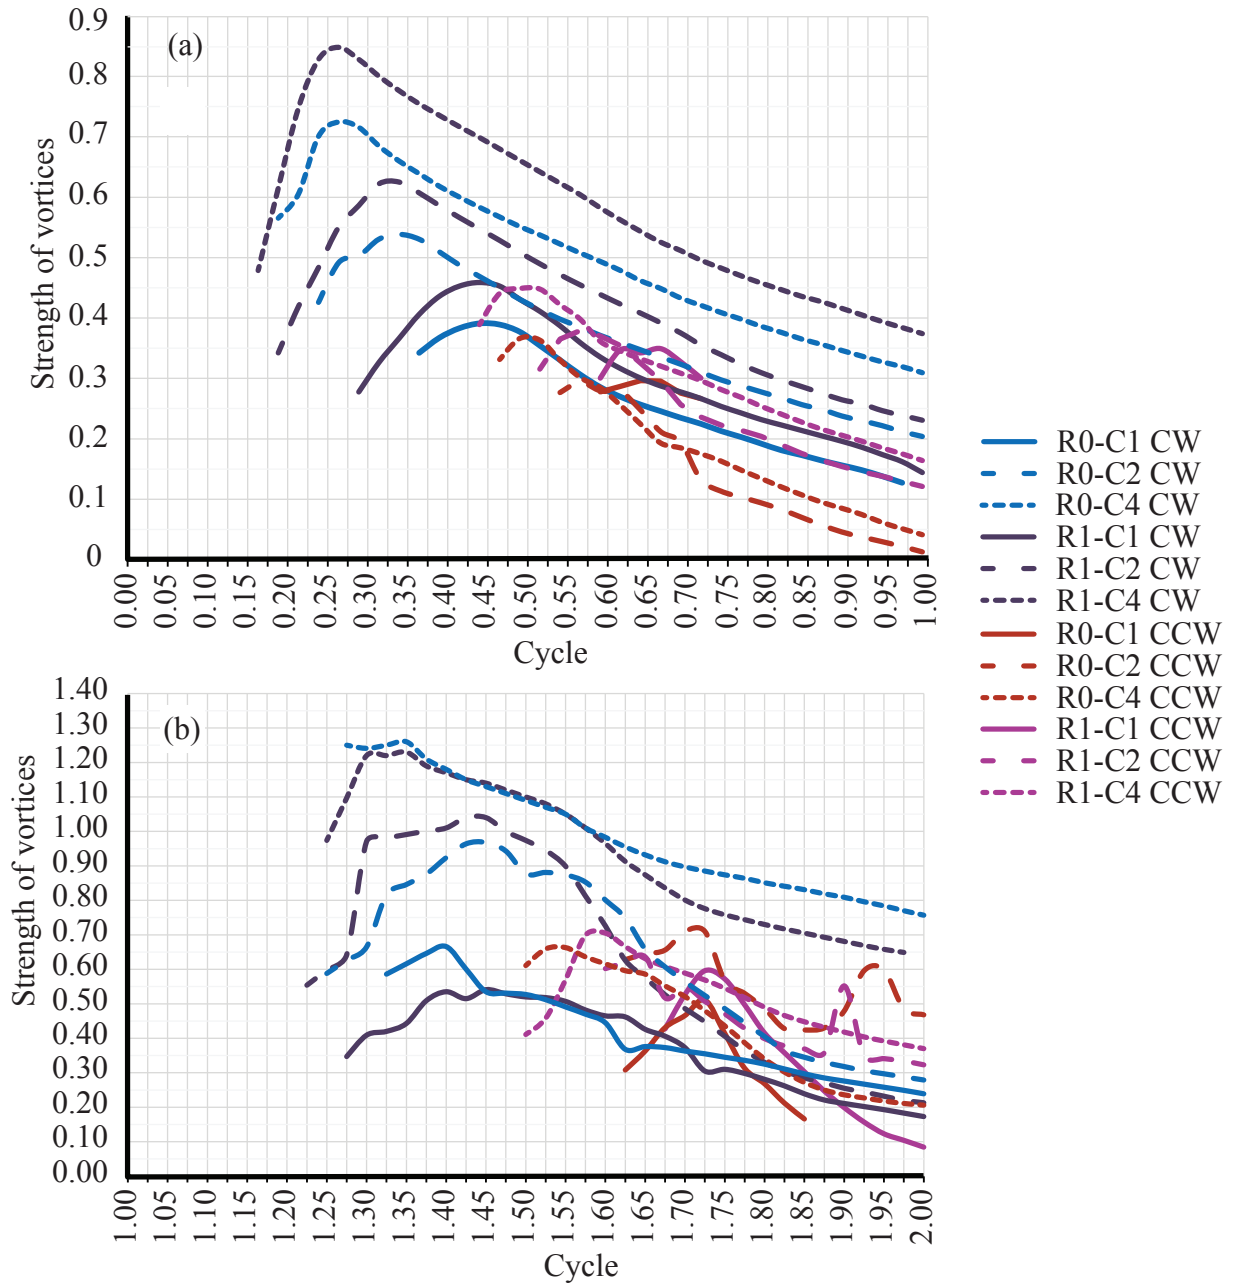 (a)
Strength of vortices
0.9
0.8
0.7
0.6
0.5
0.4
0.3
0.2
0.1
0
0.00 0.05 0.10 0.15 0.20 0.25 0.30 0.35 0.40 0.45 0.50 0.55 0.60 0.65 0.70 0.75 0.80 0.85 0.90 0.95 1.00
Cycle
(b)
Strength of vortices
1.40
1.30
1.20
1.10
1.00
0.90
0.80
0.70
0.60
0.50
0.40
0.30
0.20
0.10
0.00
1.00 1.05 1.10 1.15 1.20 1.25 1.30 1.35 1.40 1.45 1.50 1.55 1.60 1.65 1.70 1.75 1.80 1.85 1.90 1.95 2.00
Cycle
R0-C1 CW
R0-C2 CW
R0-C4 CW
R1-C1 CW
R1-C2 CW
R1-C4 CW
R0-C1 CCW
R0-C2 CCW
R0-C4 CCW
R1-C1 CCW
R1-C2 CCW
R1-C4 CCW